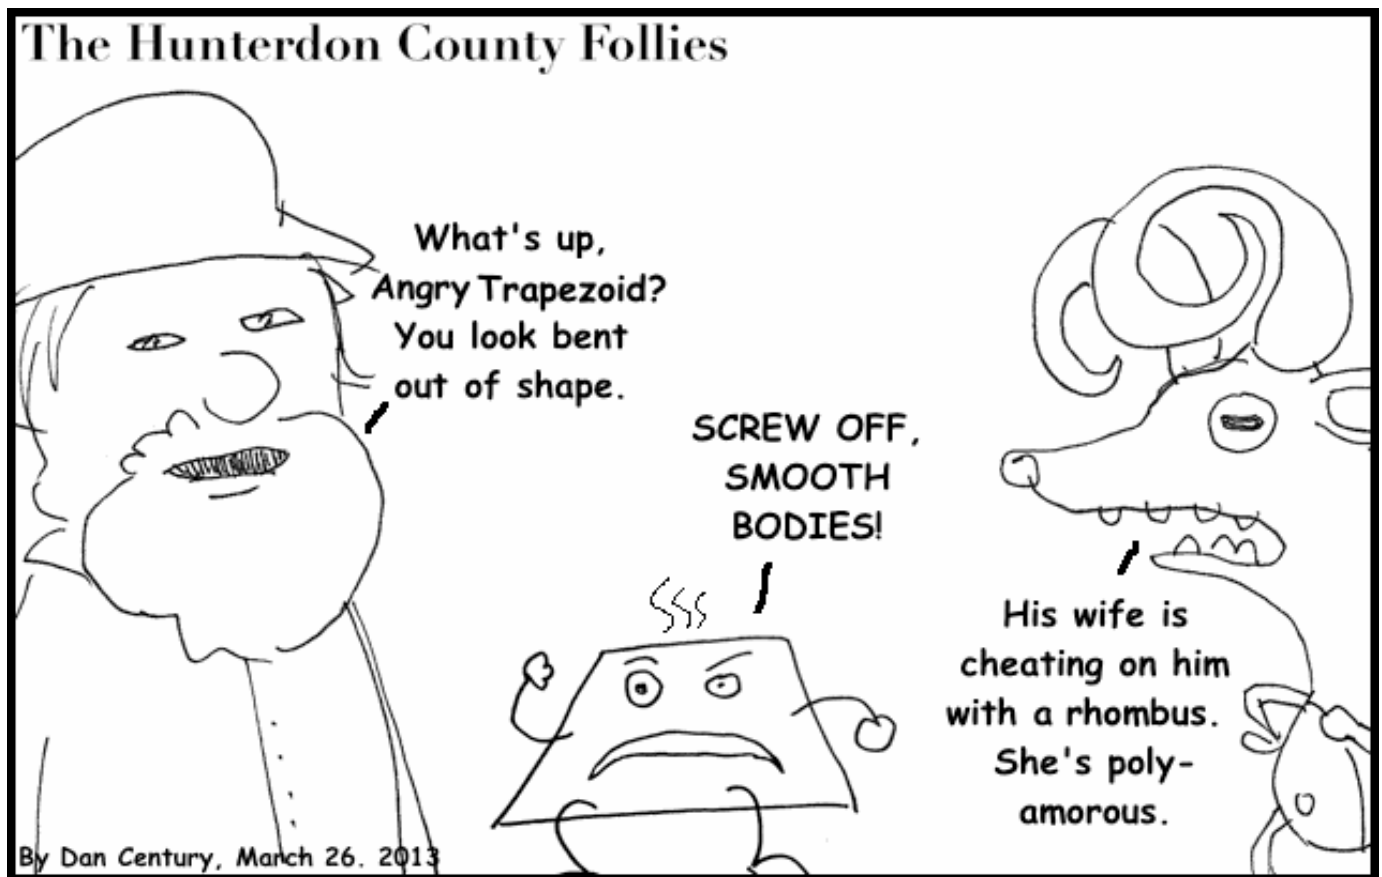 The Hunterdon County Follies
What's up,
Angry Trapezoid?
You look bent
out of shape.
SCREW OFF,
SMOOTH
BODIES!
His wife is
cheating on him
with a rhombus.
She's poly-
amorous.
By Dan Century, March 26. 2013